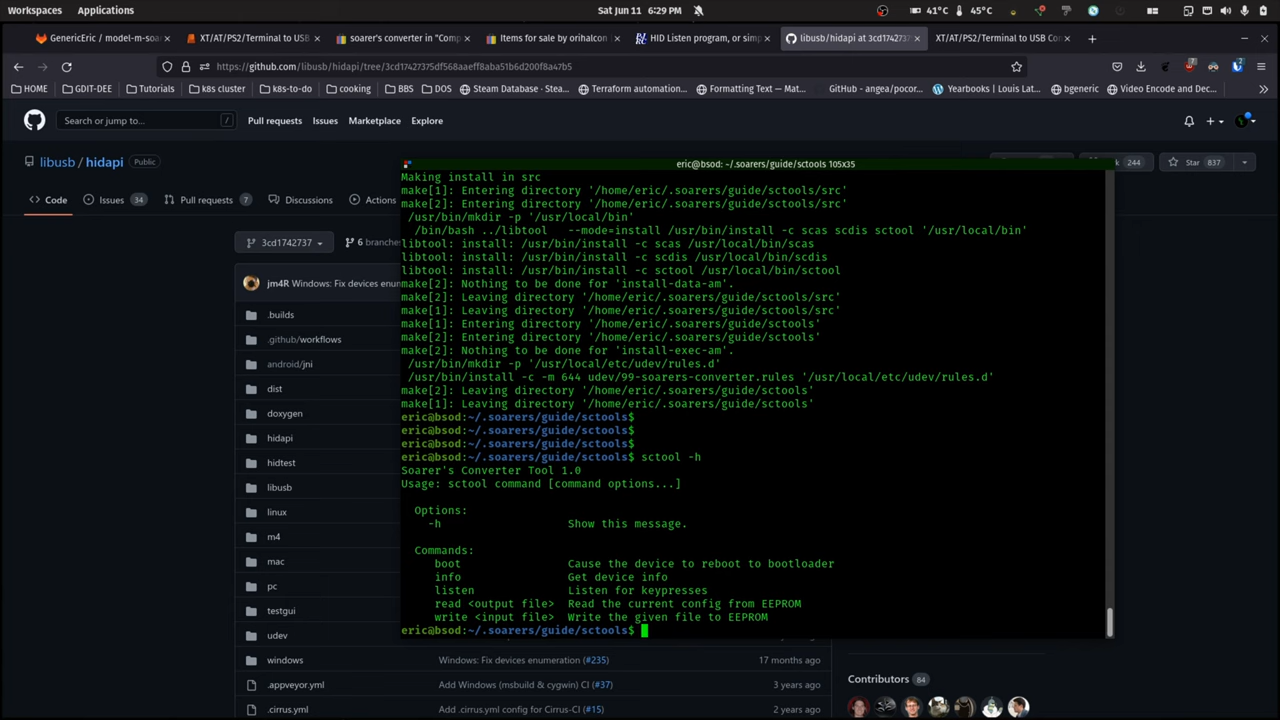 Workspaces
Applications
Sat Jun 11 6:29 PM
41°C
45°C
GenericEric / model-m-soa
XT/AT/PS2/Terminal to USB
soarer's converter in "Comp
Items for sale by orihalcon
HID Listen program, or sim
libusb/hidapi at 3cd1742737
XT/AT/PS2/Terminal to USB Con
https://github.com/libusb/hidapi/tree/3cd17427375df568aaeff8aba51b6d200f8a47b5
HOME
GDIT-DEE
Tutorials
k8s cluster
k8s-to-do
cooking
BBS
DOS
Steam Database · Stea...
Terraform automation...
Formatting Text — Mat...
GitHub - angea/pocor...
Yearbooks | Louis Lat...
bgeneric
Video Encode and Dec...
Search or jump to...
/
Pull requests
Issues
Marketplace
Explore
libusb / hidapi
Public
244
Star 837
Code
Issues 34
Pull requests 7
Discussions
Actions
3cd1742737
6 branches
jm4R Windows: Fix devices enum
.builds
.github/workflows
android/jni
dist
doxygen
hidapi
hidtest
libusb
linux
m4
mac
pc
testgui
udev
windows
Windows: Fix devices enumeration (#235)
17 months ago
.appveyor.yml
Add Windows (msbuild & cygwin) CI (#37)
3 years ago
.cirrus.yml
Add .cirrus.yml config for Cirrus-CI (#15)
2 years ago
Contributors 84
eric@bsod: ~/.soarers/guide/sctools 105x35
Making install in src
make[1]: Entering directory '/home/eric/.soarers/guide/sctools/src'
make[2]: Entering directory '/home/eric/.soarers/guide/sctools/src'
/usr/bin/mkdir -p '/usr/local/bin'
/bin/bash ../libtool --mode=install /usr/bin/install -c scas scdis sctool '/usr/local/bin'
libtool: install: /usr/bin/install -c scas /usr/local/bin/scas
libtool: install: /usr/bin/install -c scdis /usr/local/bin/scdis
libtool: install: /usr/bin/install -c sctool /usr/local/bin/sctool
make[2]: Nothing to be done for 'install-data-am'.
make[2]: Leaving directory '/home/eric/.soarers/guide/sctools/src'
make[1]: Leaving directory '/home/eric/.soarers/guide/sctools/src'
make[1]: Entering directory '/home/eric/.soarers/guide/sctools'
make[2]: Entering directory '/home/eric/.soarers/guide/sctools'
make[2]: Nothing to be done for 'install-exec-am'.
/usr/bin/mkdir -p '/usr/local/etc/udev/rules.d'
/usr/bin/install -c -m 644 udev/99-soarers-converter.rules '/usr/local/etc/udev/rules.d'
make[2]: Leaving directory '/home/eric/.soarers/guide/sctools'
make[1]: Leaving directory '/home/eric/.soarers/guide/sctools'
eric@bsod:~/.soarers/guide/sctools$
eric@bsod:~/.soarers/guide/sctools$
eric@bsod:~/.soarers/guide/sctools$
eric@bsod:~/.soarers/guide/sctools$ sctool -h
Soarer's Converter Tool 1.0
Usage: sctool command [command options...]
Options:
-h Show this message.
Commands:
boot Cause the device to reboot to bootloader
info Get device info
listen Listen for keypresses
read <output file> Read the current config from EEPROM
write <input file> Write the given file to EEPROM
eric@bsod:~/.soarers/guide/sctools$